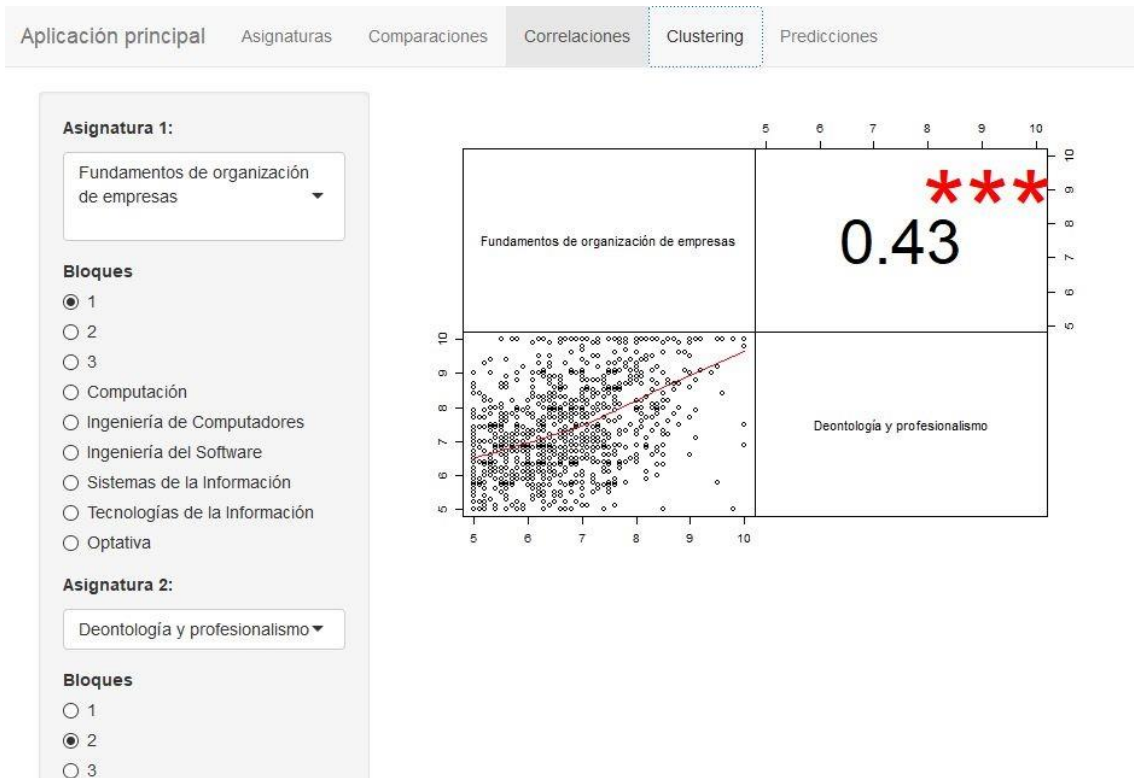 Aplicación principal Asignaturas Comparaciones Correlaciones Clustering Predicciones
Asignatura 1:
Fundamentos de organización
de empresas
Bloques
1
2
3
Computación
Ingeniería de Computadores
Ingeniería del Software
Sistemas de la Información
Tecnologías de la Información
Optativa
Asignatura 2:
Deontología y profesionalismo
Bloques
1
2
3
5 6 7 8 9 10
Fundamentos de organización de empresas
***
0.43
10
9
8
7
6
5
10
9
8
7
6
5
Deontología y profesionalismo
5 6 7 8 9 10